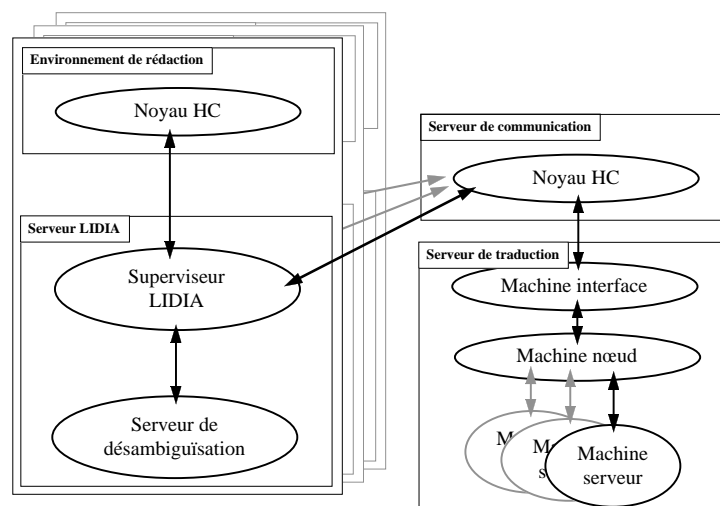 Environnement de rédaction
Noyau HC
Serveur LIDIA
Superviseur
LIDIA
Serveur de
désambiguïsation
Serveur de communication
Noyau HC
Serveur de traduction
Machine interface
Machine nœud
Machine
serveur